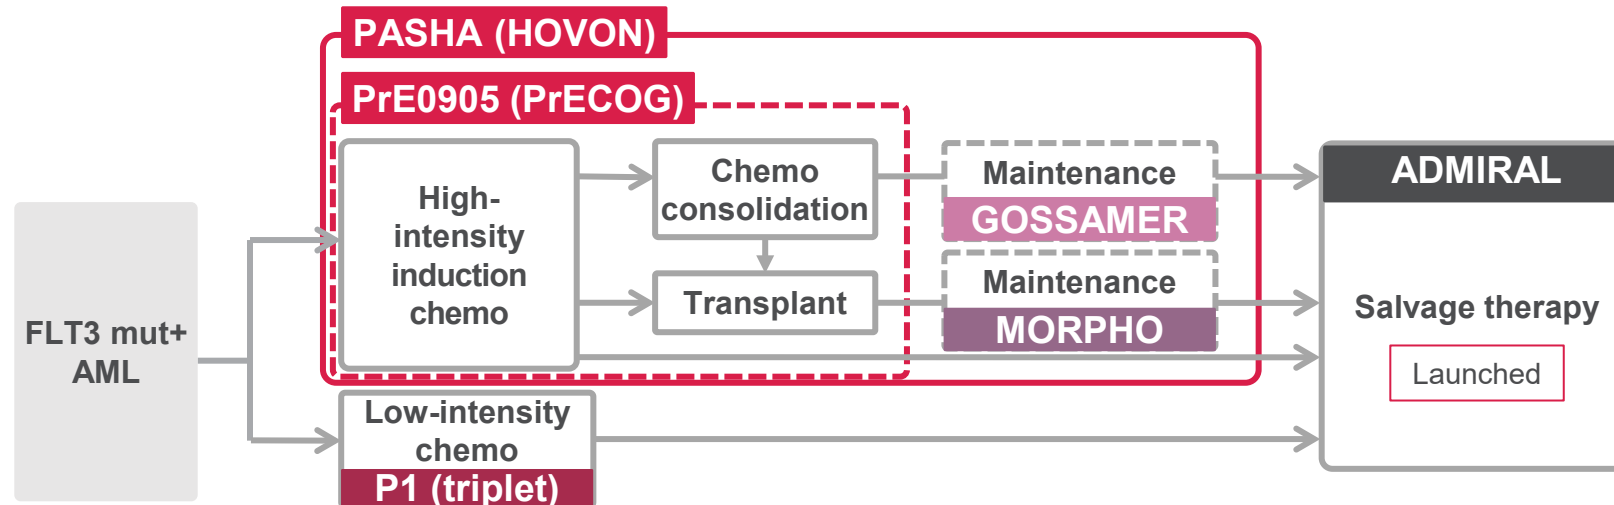 PASHA (HOVON)
PrE0905 (PrECOG)
FLT3 mut+
AML
High-
intensity
induction
chemo
Chemo
consolidation
Transplant
Maintenance
GOSSAMER
Maintenance
MORPHO
Low-intensity
chemo
P1 (triplet)
ADMIRAL
Salvage therapy
Launched